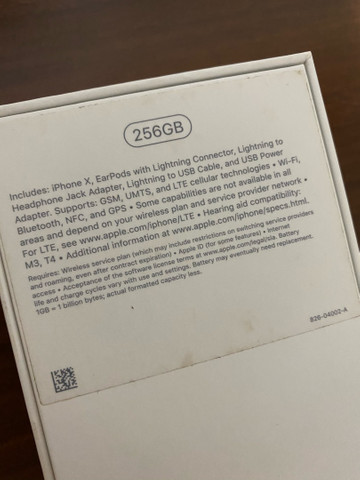 256GB
Includes: iPhone X, EarPods with Lightning Connector, Lightning to
Headphone Jack Adapter, Lightning to USB Cable, and USB Power
Adapter. Supports: GSM, UMTS, and LTE cellular technologies • Wi-Fi,
Bluetooth, NFC, and GPS • Some capabilities are not available in all
areas and depend on your wireless plan and service provider network •
For LTE, see www.apple.com/iphone/LTE • Hearing aid compatibility:
M3, T4 • Additional information at www.apple.com/iphone/specs.html.
Requires: Wireless service plan (which may include restrictions on switching service providers
and roaming, even after contract expiration) • Apple ID (for some features) • Internet
access • Acceptance of the software license terms at www.apple.com/legal/sla. Battery
life and charge cycles vary with use and settings. Battery may eventually need replacement.
1GB = 1 billion bytes; actual formatted capacity less.
826-04002-A